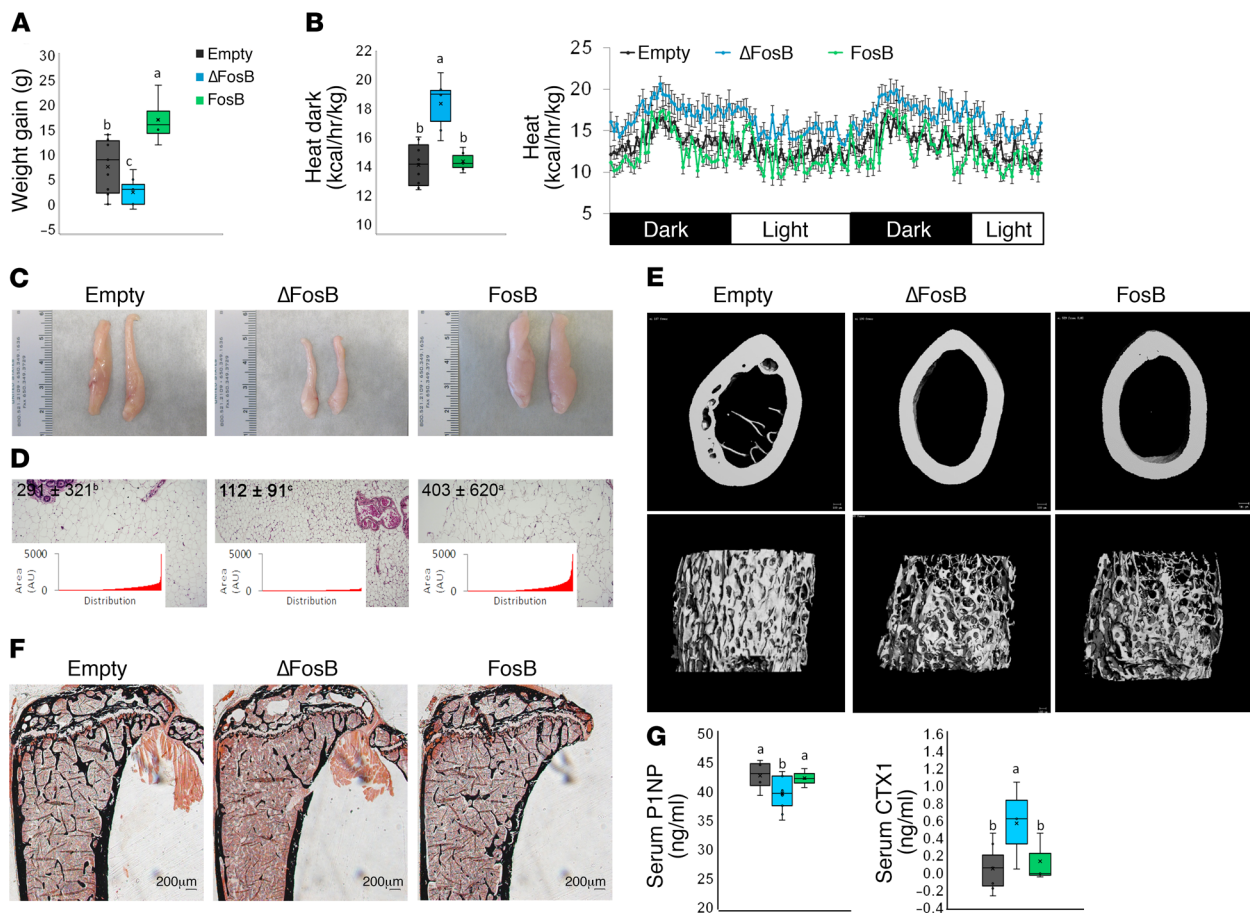 A
Weight gain (g)
30
25
20
15
10
5
0
−5
b
c
a
Empty
ΔFosB
FosB
B
Heat dark
(kcal/hr/kg)
22
20
18
16
14
12
10
b
a
b
Empty
ΔFosB
FosB
Heat
(kcal/hr/kg)
25
20
15
10
5
Dark
Light
Dark
Light
C
Empty
ΔFosB
FosB
D
291 ± 321ᵇ
112 ± 91ᶜ
403 ± 620ᵃ
5000
0
Area
(AU)
Distribution
5000
0
Area
(AU)
Distribution
5000
0
Area
(AU)
Distribution
E
Empty
ΔFosB
FosB
F
Empty
ΔFosB
FosB
200µm
200µm
200µm
G
Serum P1NP
(ng/ml)
50
45
40
35
30
25
20
a
b
a
Serum CTX1
(ng/ml)
1.6
1.4
1.2
1.0
0.8
0.6
0.4
0.2
0.0
−0.2
−0.4
b
a
b